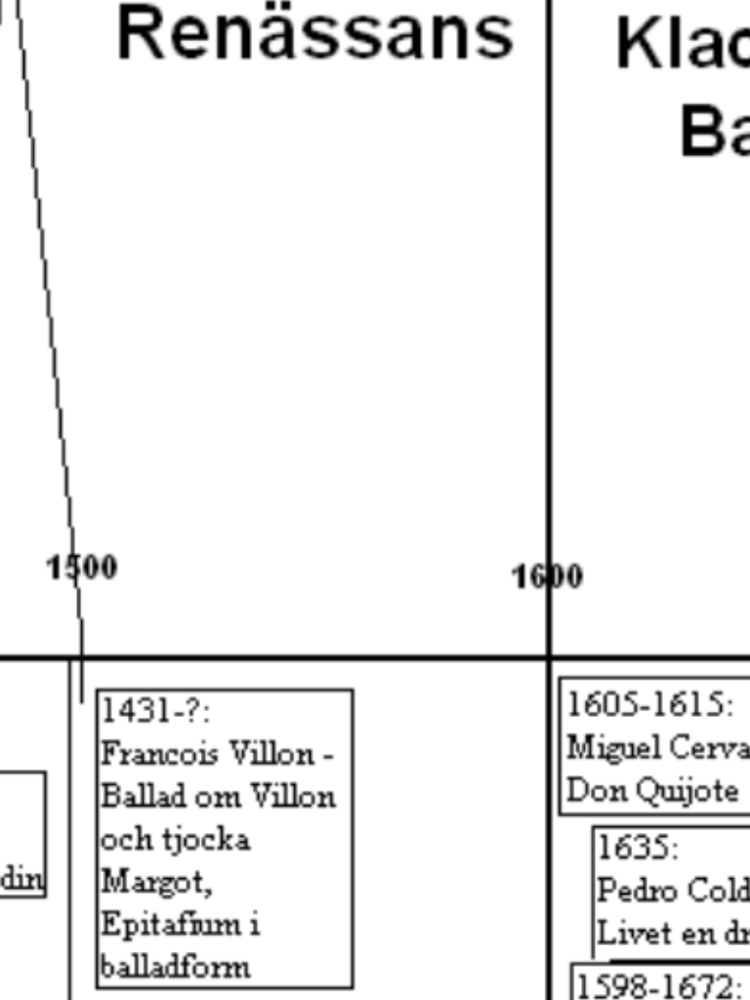 Renässans
Klac
Ba
1500
1600
1431-?:
Francois Villon -
Ballad om Villon
och tjocka
Margot,
Epitafium i
balladform
din
1605-1615:
Miguel Cerva
Don Quijote
1635:
Pedro Cold
Livet en dr
1598-1672: